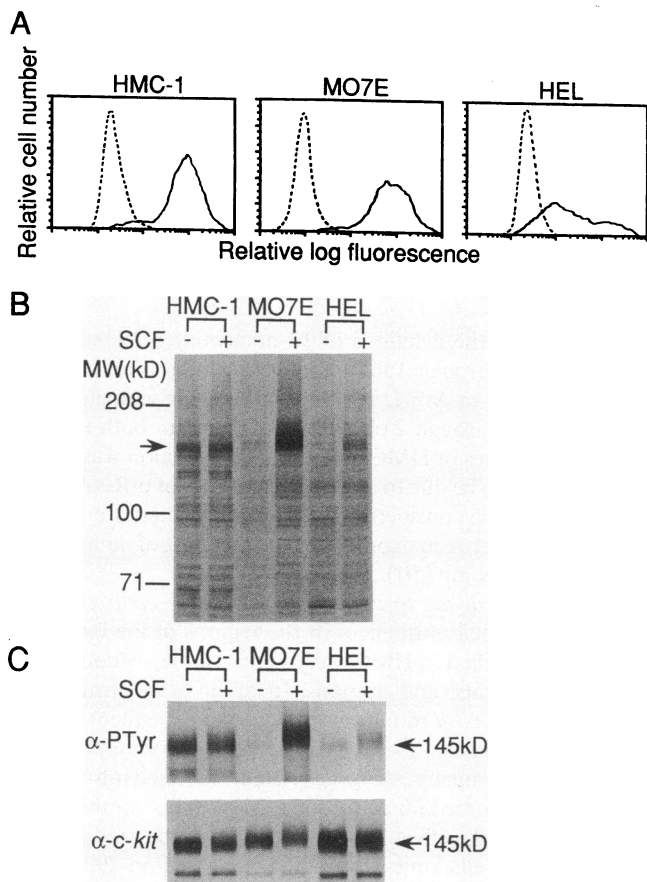 A
HMC-1 MO7E HEL
Relative cell number
Relative log fluorescence
B
HMC-1 MO7E HEL
SCF - + - + - +
MW(kD)
208
100
71
C
HMC-1 MO7E HEL
SCF - + - + - +
α-PTyr 145kD
α-c-kit 145kD